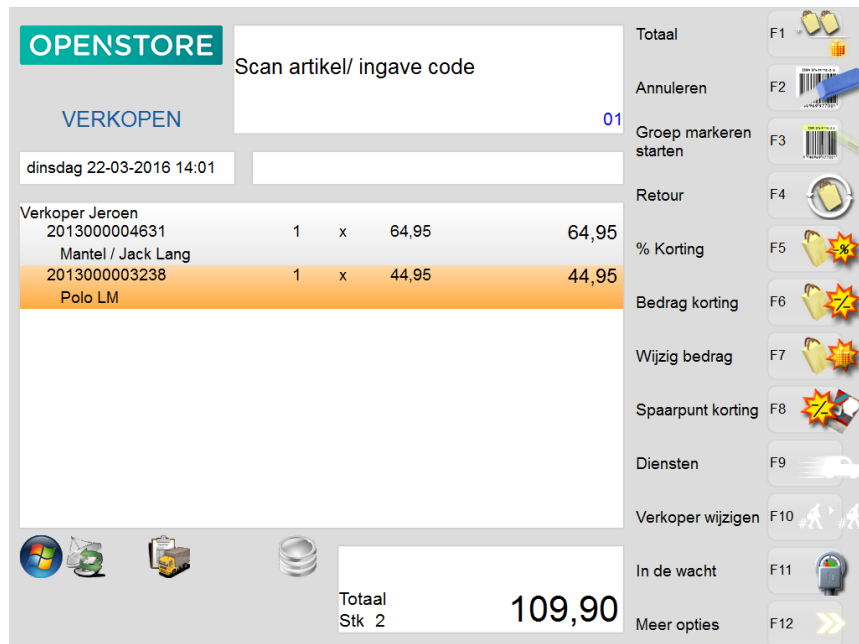 OPENSTORE
VERKOPEN
Scan artikel/ ingave code
01
dinsdag 22-03-2016 14:01
Verkoper Jeroen
2013000004631 1 x 64,95 64,95
Mantel / Jack Lang
2013000003238 1 x 44,95 44,95
Polo LM
Totaal
Stk 2 109,90
Totaal F1
Annuleren F2
Groep markeren
starten F3
Retour F4
% Korting F5
-%
Bedrag korting F6
-/-
Wijzig bedrag F7
Spaarpunt korting F8
-/-
Diensten F9
Verkoper wijzigen F10
# #
In de wacht F11
Meer opties F12